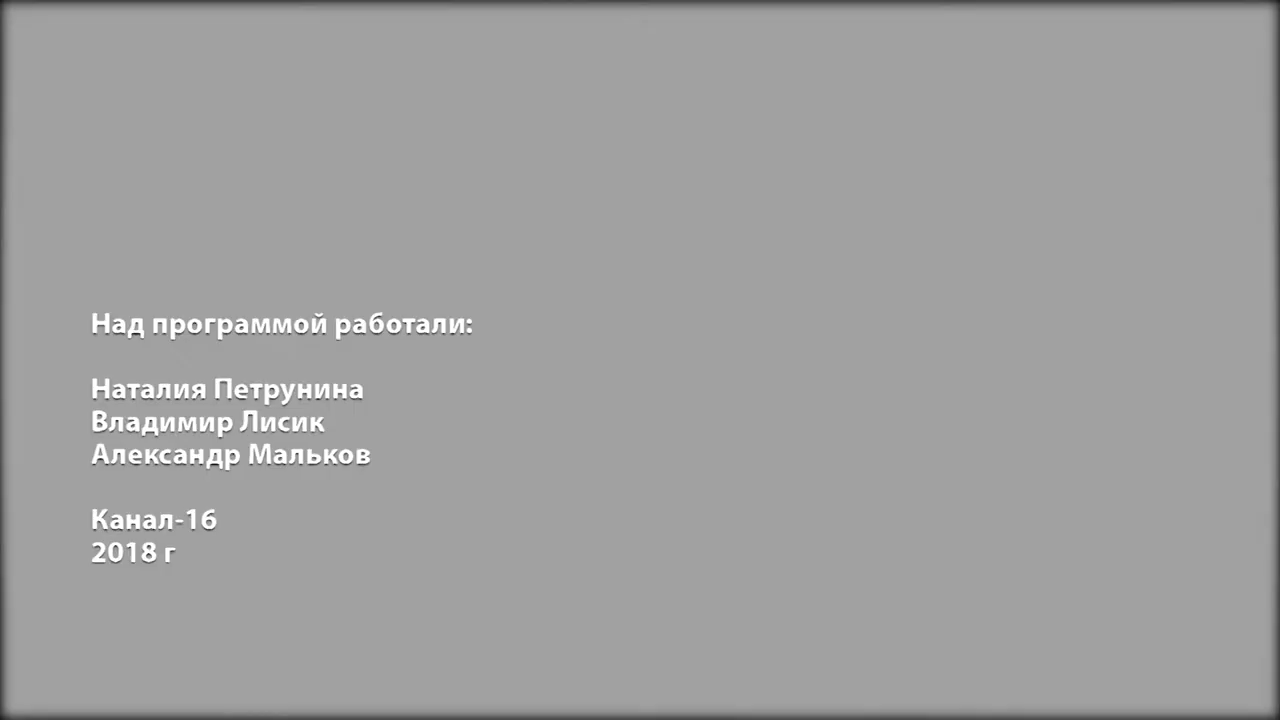 Над программой работали:
Наталия Петрунина
Владимир Лисик
Александр Мальков
Канал-16
2018 г